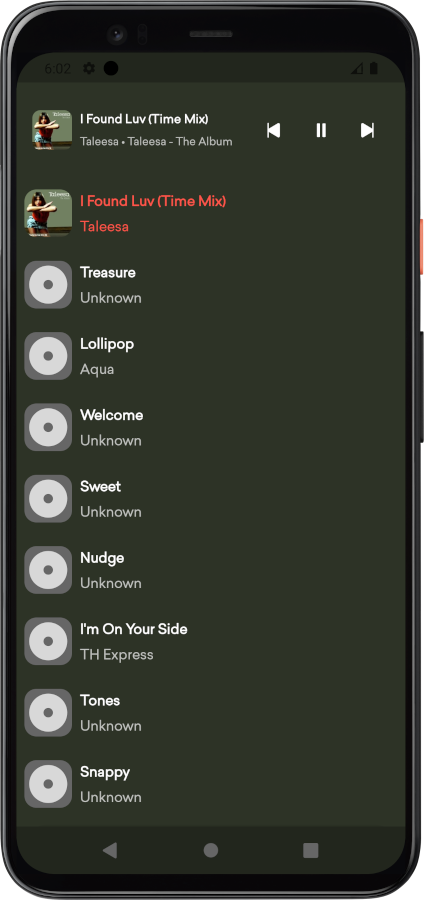 6:02
I Found Luv (Time Mix)
Taleesa • Taleesa - The Album
I Found Luv (Time Mix)
Taleesa
Treasure
Unknown
Lollipop
Aqua
Welcome
Unknown
Sweet
Unknown
Nudge
Unknown
I'm On Your Side
TH Express
Tones
Unknown
Snappy
Unknown